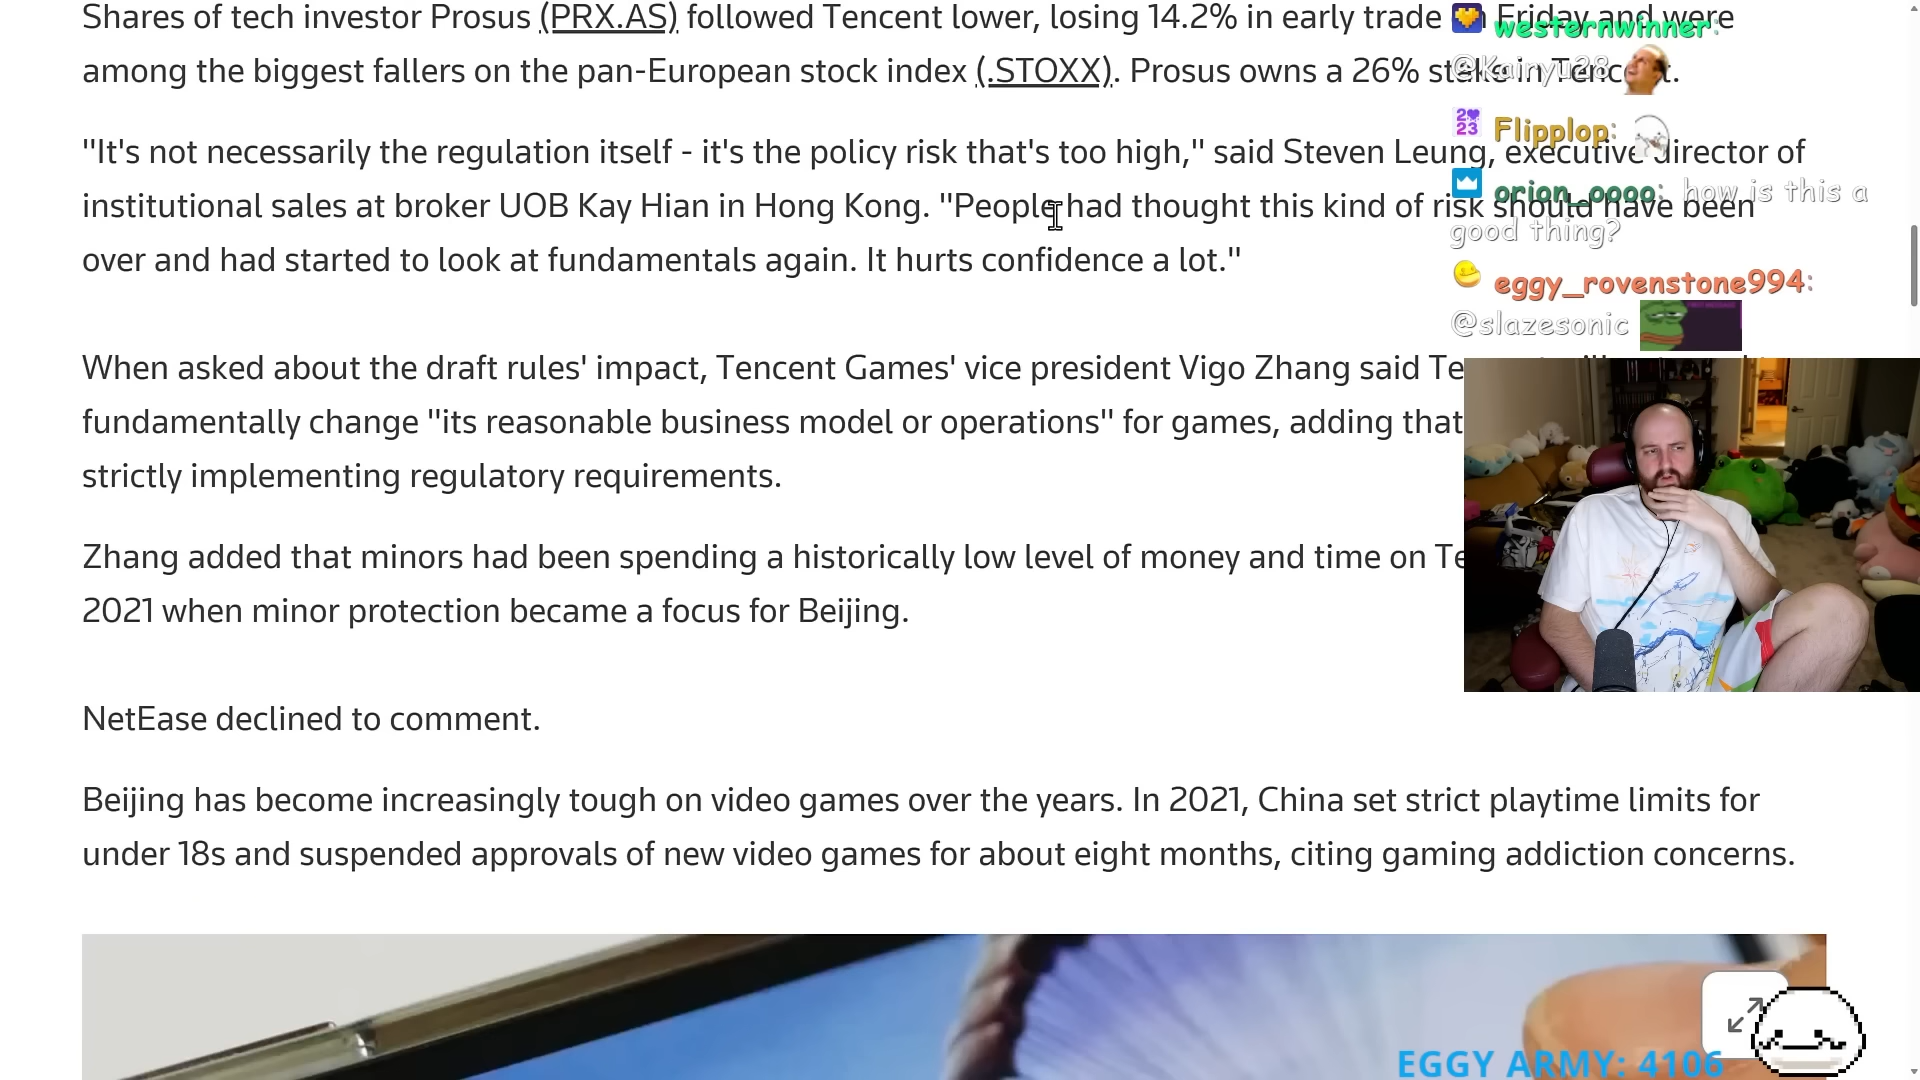 Shares of tech investor Prosus (PRX.AS) followed Tencent lower, losing 14.2% in early trade Friday and were
among the biggest fallers on the pan-European stock index (.STOXX). Prosus owns a 26% stake in
"It's not necessarily the regulation itself - it's the policy risk that's too high," said Steven Leung, executive director of
institutional sales at broker UOB Kay Hian in Hong Kong. "People had thought this kind of risk should have been
over and had started to look at fundamentals again. It hurts confidence a lot."
When asked about the draft rules' impact, Tencent Games' vice president Vigo Zhang said
fundamentally change "its reasonable business model or operations" for games, adding that
strictly implementing regulatory requirements.
Zhang added that minors had been spending a historically low level of money and time on
2021 when minor protection became a focus for Beijing.
NetEase declined to comment.
Beijing has become increasingly tough on video games over the years. In 2021, China set strict playtime limits for
under 18s and suspended approvals of new video games for about eight months, citing gaming addiction concerns.
westernwinner:
@Kairyu28
2023
Flipplop:
orion_oooo: how is this a
good thing?
eggy_rovenstone994:
@slazesonic
EGGY ARMY: 4106